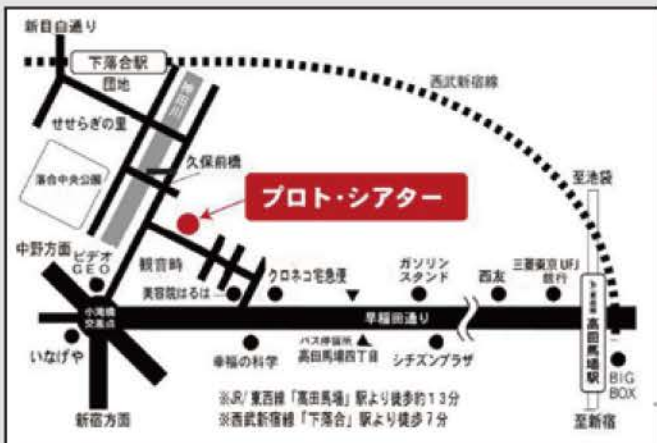 新目白通り
下落合駅
団地
西武新宿線
神田川
せせらぎの里
久保前橋
落合中央公園
プロト・シアター
至池袋
中野方面
ビデオ
GEO
観音時
美容院はるは
クロネコ宅急便
ガソリン
スタンド
西友
三菱東京UFJ
銀行
小滝橋
交差点
早稲田通り
高田馬場駅
いなげや
幸福の科学
バス停留所
高田馬場四丁目
シチズンプラザ
BIG
BOX
新宿方面
※JR/東西線「高田馬場」駅より徒歩約13分
※西武新宿線「下落合」駅より徒歩7分
至新宿